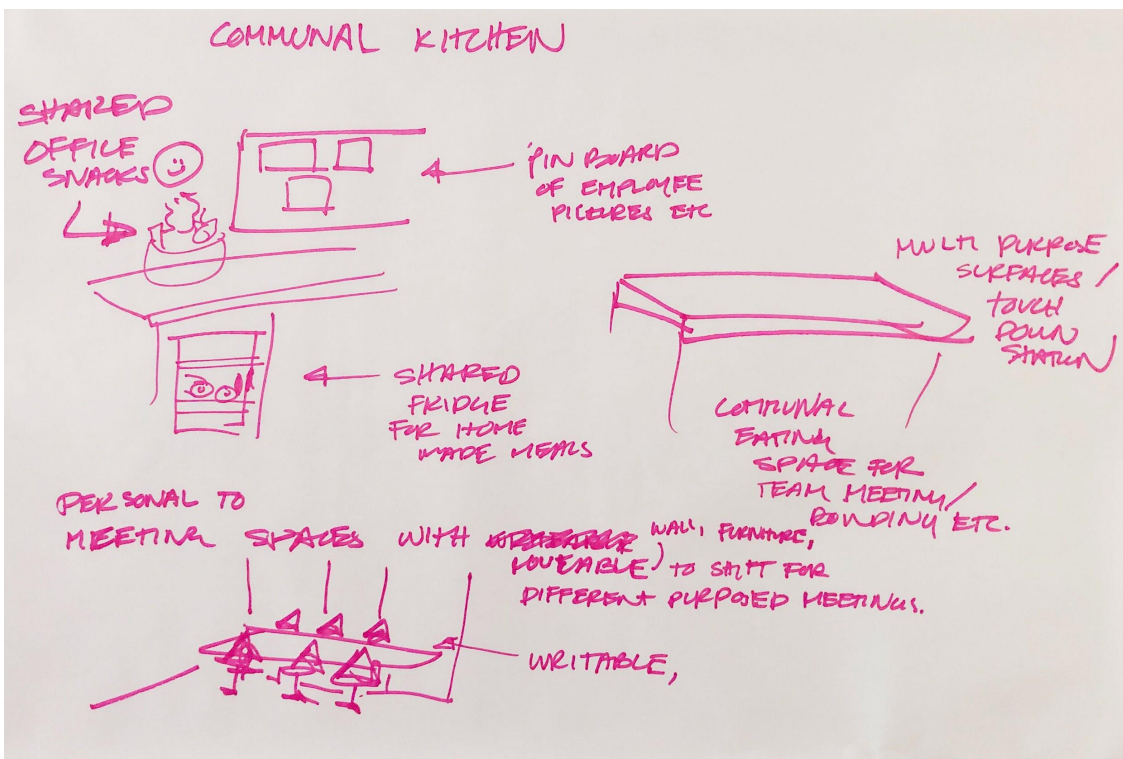 COMMUNAL KITCHEN
SHARED
OFFICE
SNACKS
PIN BOARD
OF EMPLOYEE
PICTURES ETC
MULTI PURPOSE
SURFACES /
TOUCH
DOWN
STATION
SHARED
FRIDGE
FOR HOME
MADE MEALS
COMMUNAL
EATING
SPACE FOR
TEAM MEETING /
BONDING ETC.
PERSONAL TO
MEETING SPACES WITH WALL, FURNITURE,
MOVEABLE, TO SHIFT FOR
DIFFERENT PURPOSED MEETINGS.
WRITABLE,